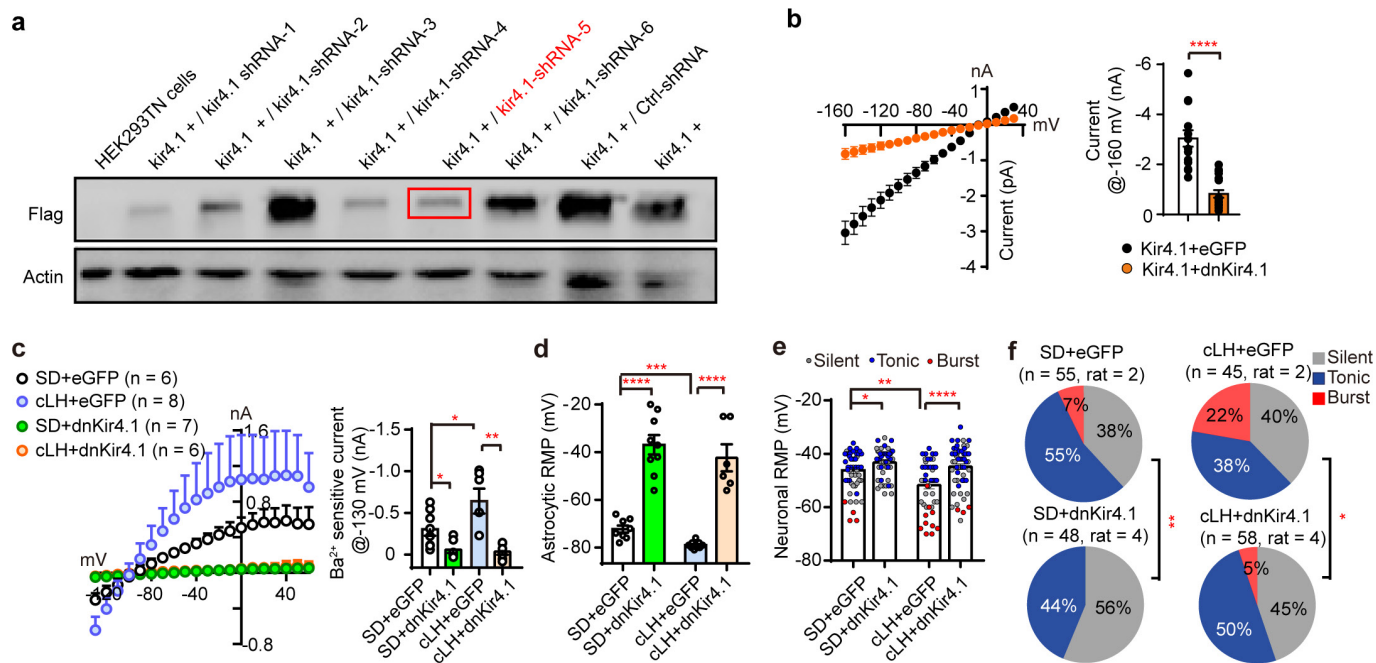 a
HEK293TN cells
kir4.1 + / kir4.1 shRNA-1
kir4.1 + / kir4.1-shRNA-2
kir4.1 + / kir4.1-shRNA-3
kir4.1 + / kir4.1-shRNA-4
kir4.1 + / kir4.1-shRNA-5
kir4.1 + / kir4.1-shRNA-6
kir4.1 + / Ctrl-shRNA
kir4.1 +
Flag
Actin
b
nA
-160 -120 -80 -40 40
mV
-1
-2
-3
-4
Current (pA)
****
-6
-4
-2
0
Current
@-160 mV (nA)
Kir4.1+eGFP
Kir4.1+dnKir4.1
c
SD+eGFP (n = 6)
cLH+eGFP (n = 8)
SD+dnKir4.1 (n = 7)
cLH+dnKir4.1 (n = 6)
nA
1.6
0.8
mV
-120 -80 -40 40
-0.8
Ba2+ sensitive current
@-130 mV (nA)
-1.5
-1.0
-0.5
0
*
*
**
SD+eGFP
SD+dnKir4.1
cLH+eGFP
cLH+dnKir4.1
d
Astrocytic RMP (mV)
-20
-40
-60
-80
***
****
****
SD+eGFP
SD+dnKir4.1
cLH+eGFP
cLH+dnKir4.1
e
Silent Tonic Burst
Neuronal RMP (mV)
-20
-40
-60
-80
**
*
****
SD+eGFP
SD+dnKir4.1
cLH+eGFP
cLH+dnKir4.1
f
SD+eGFP
(n = 55, rat = 2)
7%
38%
55%
cLH+eGFP
(n = 45, rat = 2)
22%
40%
38%
Silent
Tonic
Burst
SD+dnKir4.1
(n = 48, rat = 4)
44%
56%
**
cLH+dnKir4.1
(n = 58, rat = 4)
5%
45%
50%
*